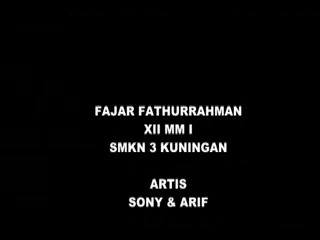 FAJAR FATHURRAHMAN
XII MM I
SMKN 3 KUNINGAN
ARTIS
SONY & ARIF